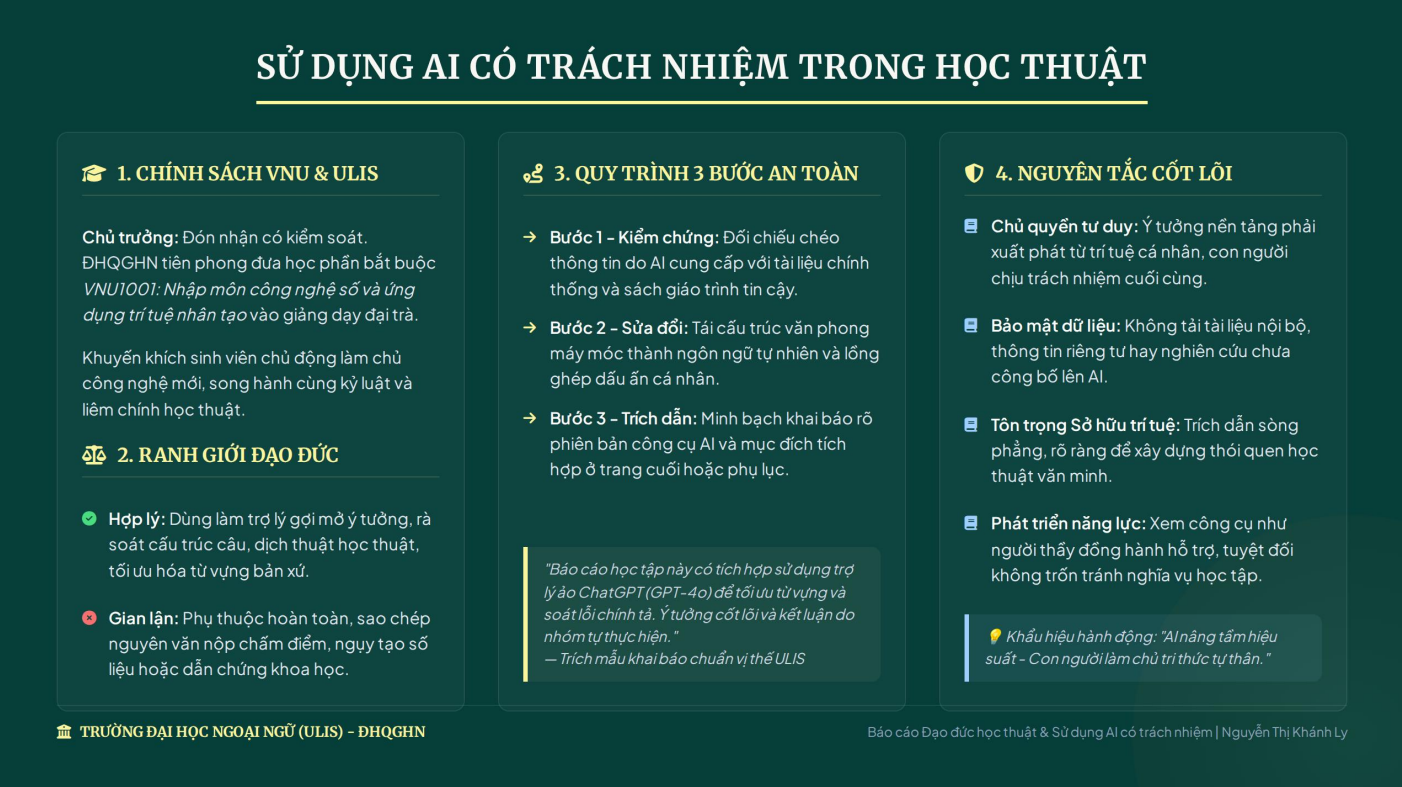 SỬ DỤNG AI CÓ TRÁCH NHIỆM TRONG HỌC THUẬT
1. CHÍNH SÁCH VNU & ULIS
Chủ trưởng: Đón nhận có kiểm soát.
ĐHQGHN tiên phong đưa học phần bắt buộc
VNU1001: Nhập môn công nghệ số và ứng
dụng trí tuệ nhân tạo vào giảng dạy đại trà.
Khuyến khích sinh viên chủ động làm chủ
công nghệ mới, song hành cùng kỷ luật và
liêm chính học thuật.
2. RANH GIỚI ĐẠO ĐỨC
Hợp lý: Dùng làm trợ lý gợi mở ý tưởng, rà
soát cấu trúc câu, dịch thuật học thuật,
tối ưu hóa từ vựng bản xứ.
Gian lận: Phụ thuộc hoàn toàn, sao chép
nguyên văn nộp chấm điểm, ngụy tạo số
liệu hoặc dẫn chứng khoa học.
3. QUY TRÌNH 3 BƯỚC AN TOÀN
Bước 1 - Kiểm chứng: Đối chiếu chéo
thông tin do AI cung cấp với tài liệu chính
thống và sách giáo trình tin cậy.
Bước 2 - Sửa đổi: Tái cấu trúc văn phong
máy móc thành ngôn ngữ tự nhiên và lồng
ghép dấu ấn cá nhân.
Bước 3 - Trích dẫn: Minh bạch khai báo rõ
phiên bản công cụ AI và mục đích tích
hợp ở trang cuối hoặc phụ lục.
"Báo cáo học tập này có tích hợp sử dụng trợ
lý ảo ChatGPT (GPT-4o) để tối ưu từ vựng và
soát lỗi chính tả. Ý tưởng cốt lõi và kết luận do
nhóm tự thực hiện."
— Trích mẫu khai báo chuẩn vị thế ULIS
4. NGUYÊN TẮC CỐT LÕI
Chủ quyền tư duy: Ý tưởng nền tảng phải
xuất phát từ trí tuệ cá nhân, con người
chịu trách nhiệm cuối cùng.
Bảo mật dữ liệu: Không tải tài liệu nội bộ,
thông tin riêng tư hay nghiên cứu chưa
công bố lên AI.
Tôn trọng Sở hữu trí tuệ: Trích dẫn sòng
phẳng, rõ ràng để xây dựng thói quen học
thuật văn minh.
Phát triển năng lực: Xem công cụ như
người thầy đồng hành hỗ trợ, tuyệt đối
không trốn tránh nghĩa vụ học tập.
💡 Khẩu hiệu hành động: "AI nâng tầm hiệu
suất - Con người làm chủ tri thức tự thân."
TRƯỜNG ĐẠI HỌC NGOẠI NGỮ (ULIS) - ĐHQGHN
Báo cáo Đạo đức học thuật & Sử dụng AI có trách nhiệm | Nguyễn Thị Khánh Ly